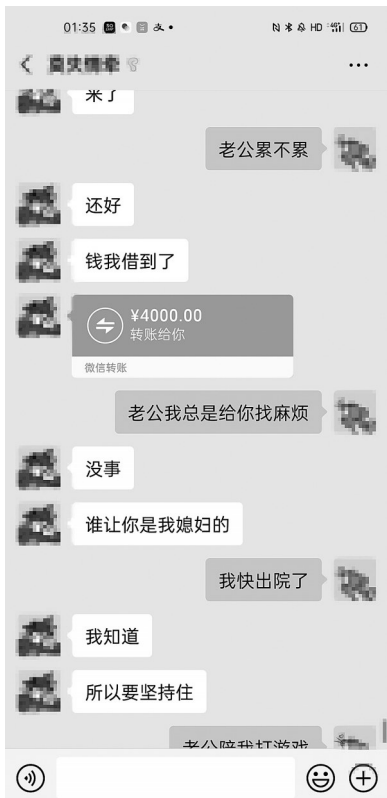 01:35
HD
4G
61
来了
老公累不累
还好
钱我借到了
¥4000.00
转账给你
微信转账
老公我总是给你找麻烦
没事
谁让你是我媳妇的
我快出院了
我知道
所以要坚持住
老公陪我打游戏